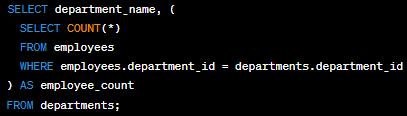 SELECT department_name, (
  SELECT COUNT(*)
  FROM employees
  WHERE employees.department_id = departments.department_id
) AS employee_count
FROM departments;